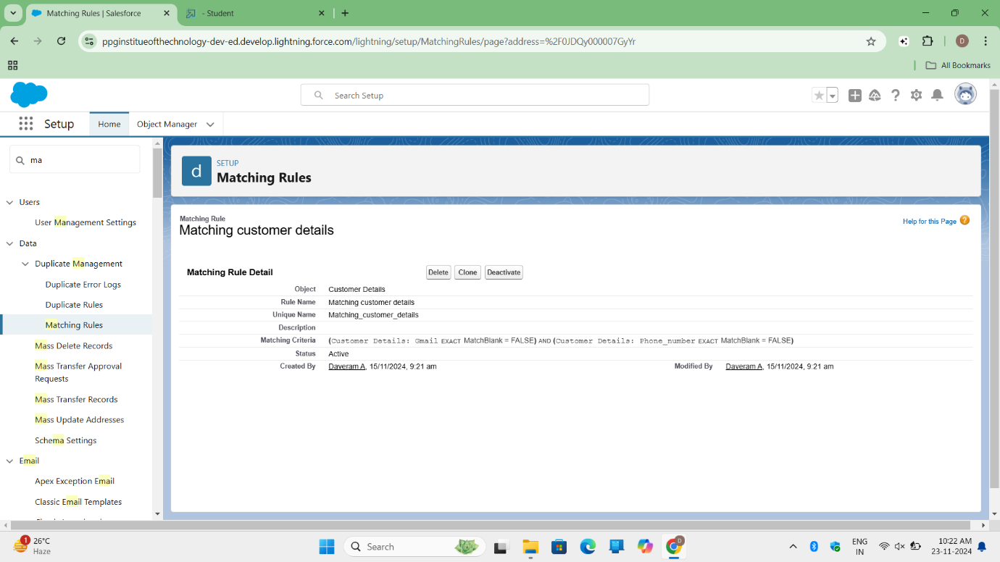 Matching Rules | Salesforce
- Student
ppginstitueofthechnology-dev-ed.develop.lightning.force.com/lightning/setup/MatchingRules/page?address=%2F0JDQy000007GyYr
D
All Bookmarks
Search Setup
Setup
Home
Object Manager
ma
Users
User Management Settings
Data
Duplicate Management
Duplicate Error Logs
Duplicate Rules
Matching Rules
Mass Delete Records
Mass Transfer Approval
Requests
Mass Transfer Records
Mass Update Addresses
Schema Settings
Email
Apex Exception Email
Classic Email Templates
d
SETUP
Matching Rules
Matching Rule
Matching customer details
Help for this Page ?
Matching Rule Detail
Delete Clone Deactivate
Object Customer Details
Rule Name Matching customer details
Unique Name Matching_customer_details
Description
Matching Criteria (Customer Details: Gmail EXACT MatchBlank = FALSE) AND (Customer Details: Phone_number EXACT MatchBlank = FALSE)
Status Active
Created By Daveram A, 15/11/2024, 9:21 am Modified By Daveram A, 15/11/2024, 9:21 am
1
26°C
Haze
Search
D
ENG
IN
10:22 AM
23-11-2024